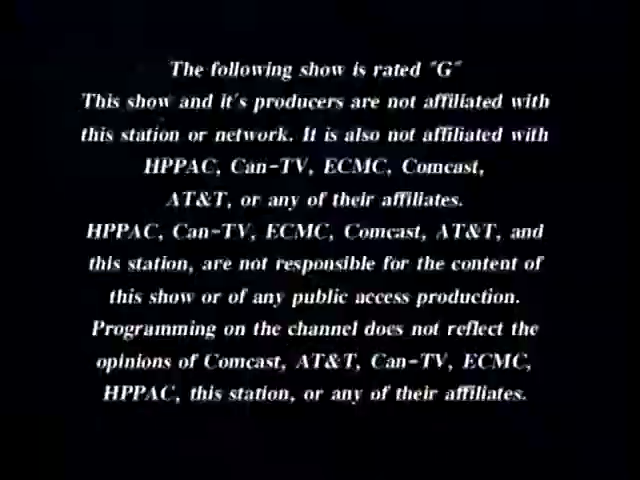 The following show is rated "G"
This show and it's producers are not affiliated with
this station or network. It is also not affiliated with
HPPAC, Can-TV, ECMC, Comcast,
AT&T, or any of their affiliates.
HPPAC, Can-TV, ECMC, Comcast, AT&T, and
this station, are not responsible for the content of
this show or of any public access production.
Programming on the channel does not reflect the
opinions of Comcast, AT&T, Can-TV, ECMC,
HPPAC, this station, or any of their affiliates.